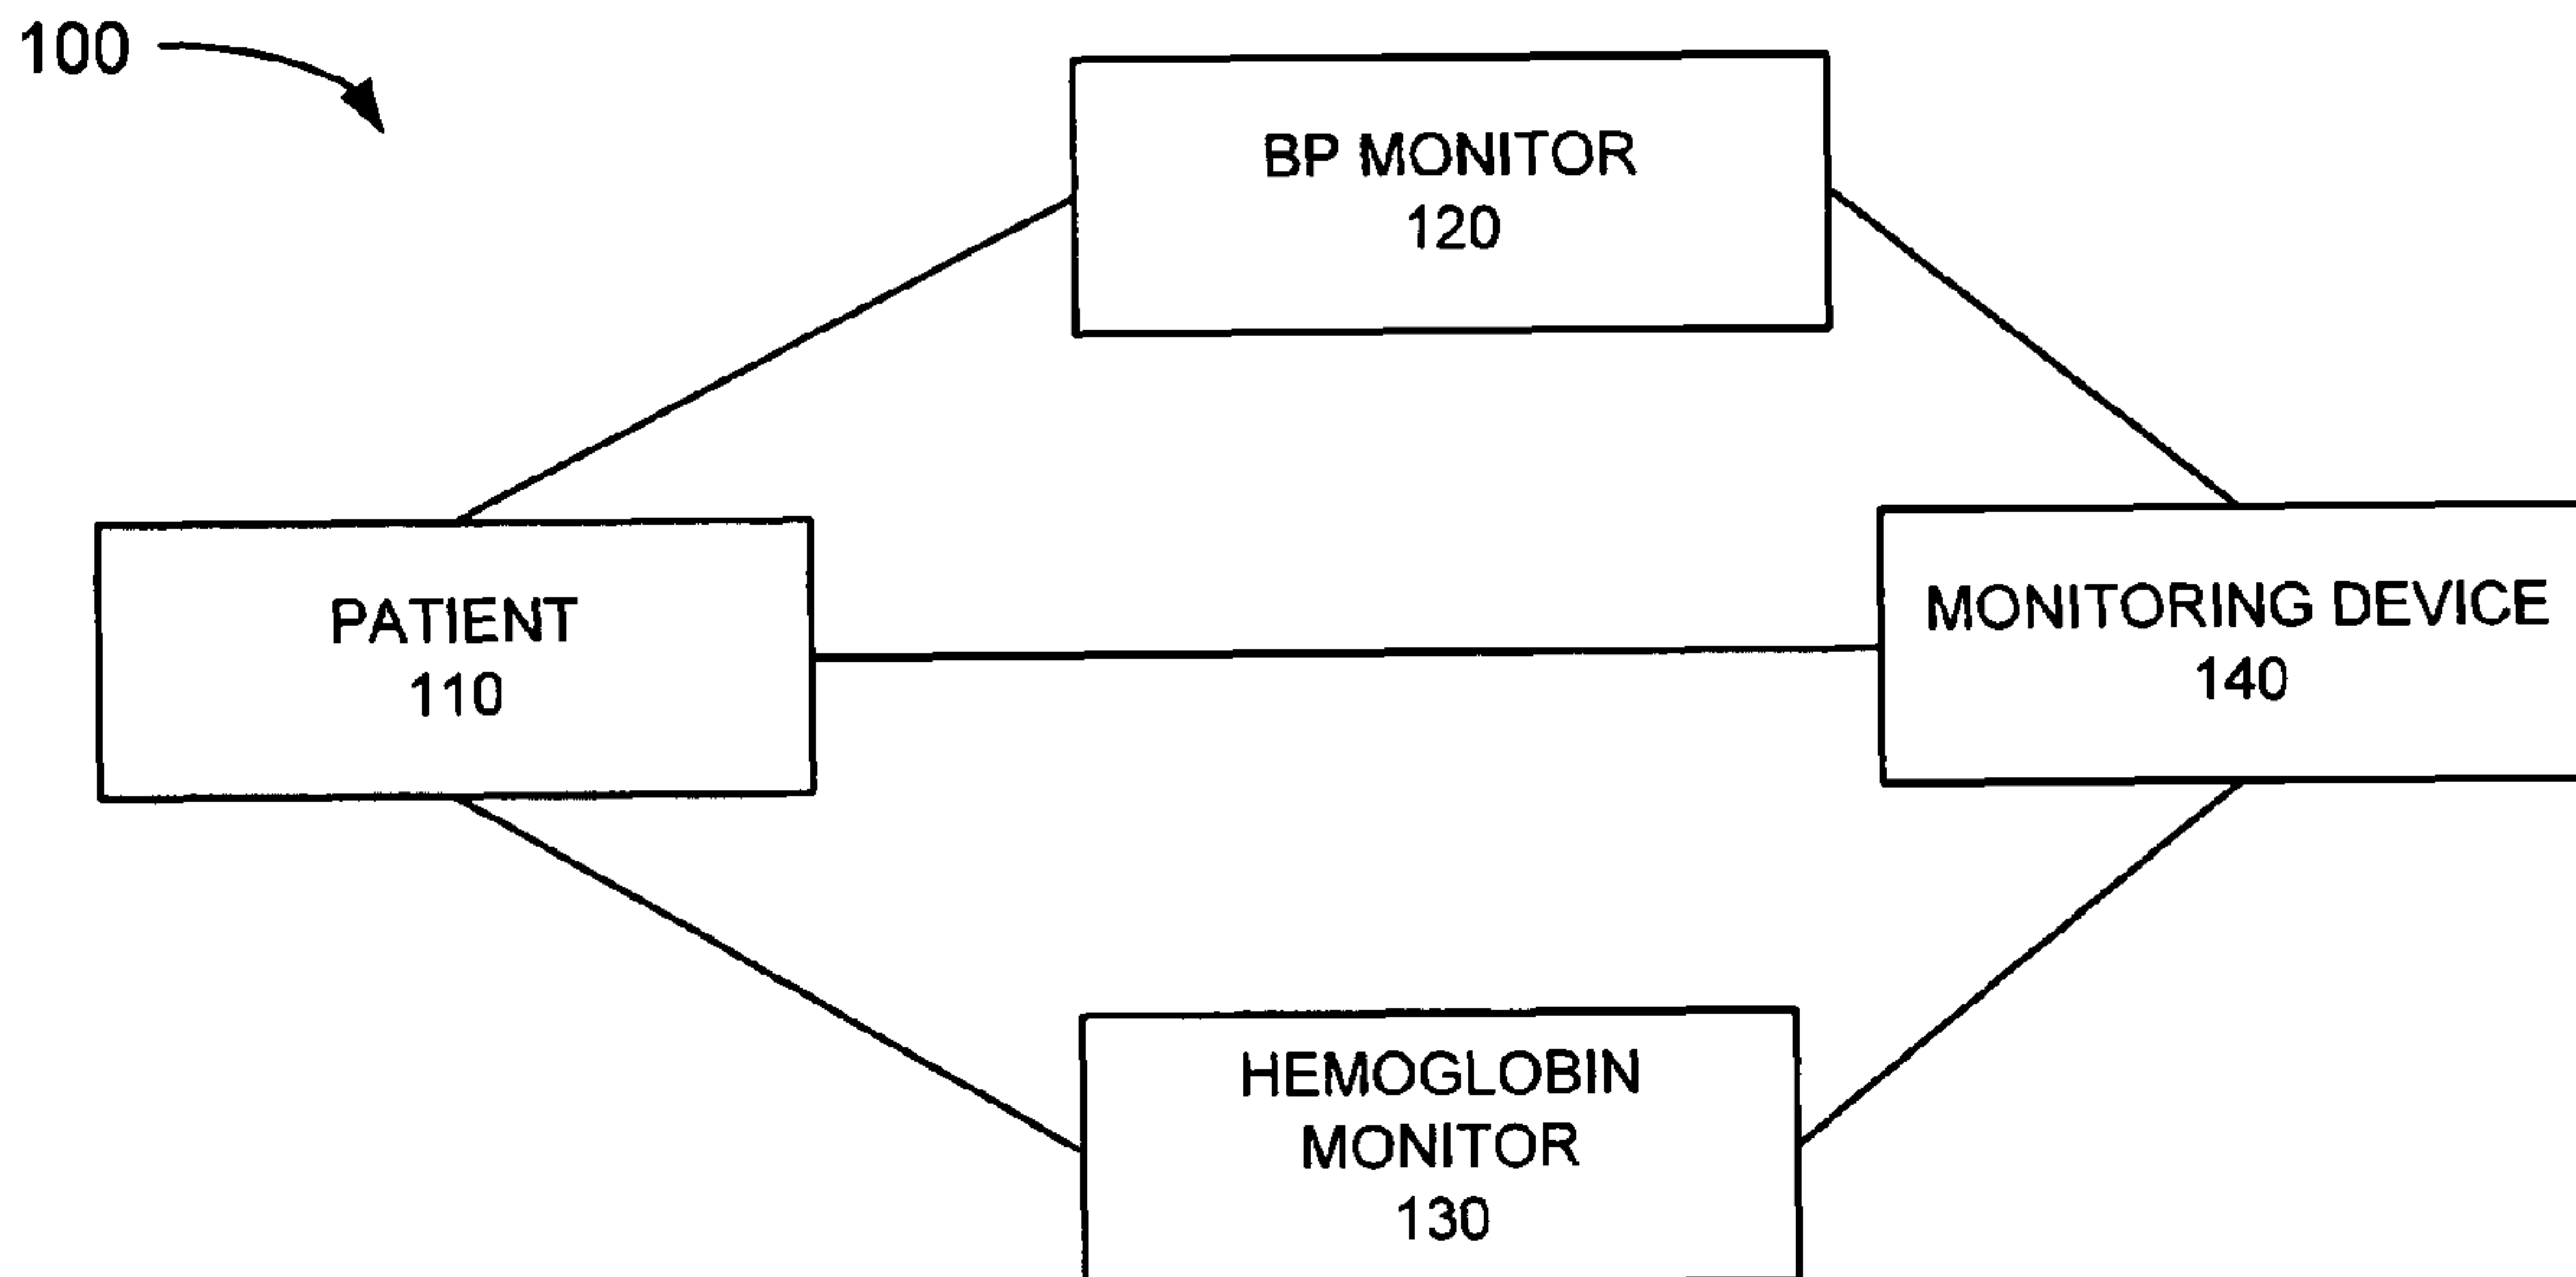 100
BP MONITOR
120
PATIENT
110
MONITORING DEVICE
140
HEMOGLOBIN
MONITOR
130